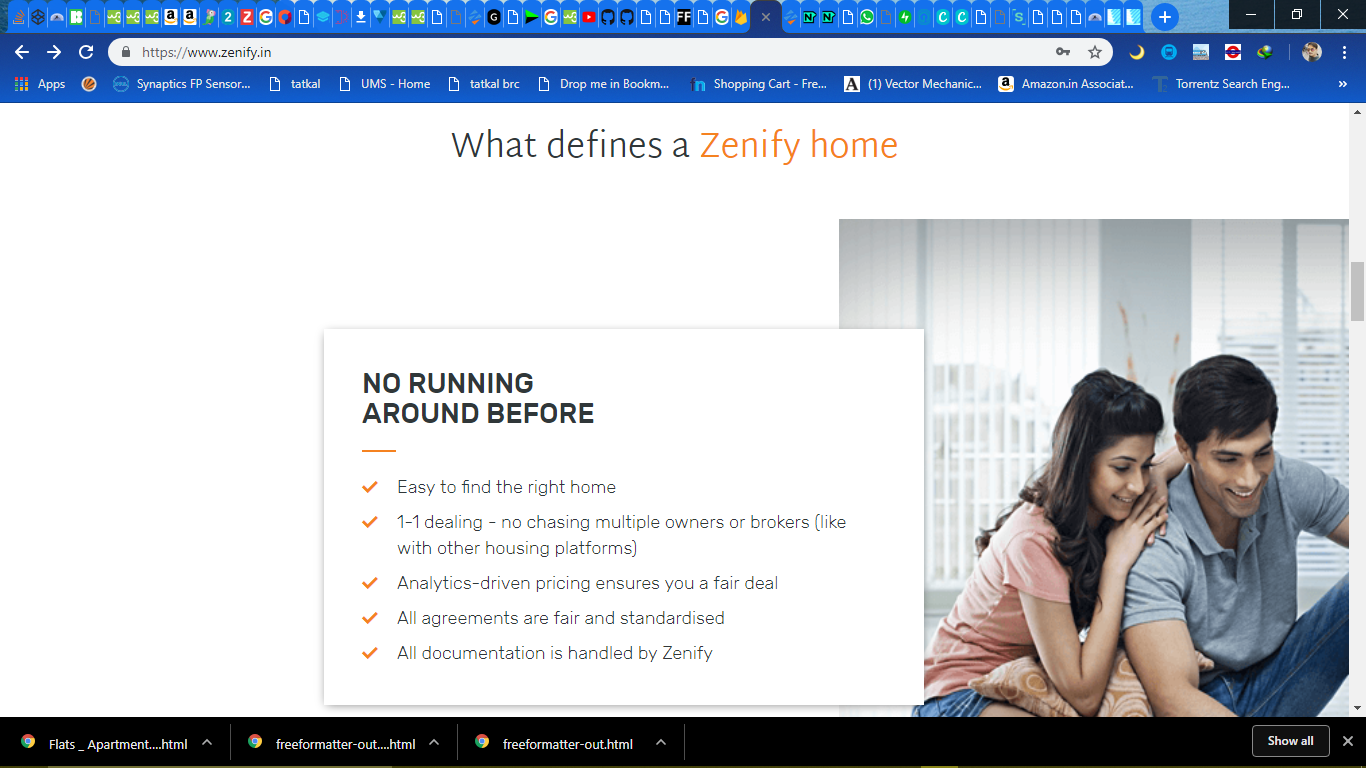 https://www.zenify.in
Apps
Synaptics FP Sensor...
tatkal
UMS - Home
tatkal brc
Drop me in Bookm...
Shopping Cart - Fre...
(1) Vector Mechanic...
Amazon.in Associat...
Torrentz Search Eng...
»
What defines a Zenify home
NO RUNNING
AROUND BEFORE
Easy to find the right home
1-1 dealing - no chasing multiple owners or brokers (like
with other housing platforms)
Analytics-driven pricing ensures you a fair deal
All agreements are fair and standardised
All documentation is handled by Zenify
Flats _ Apartment....html
freeformatter-out....html
freeformatter-out.html
Show all